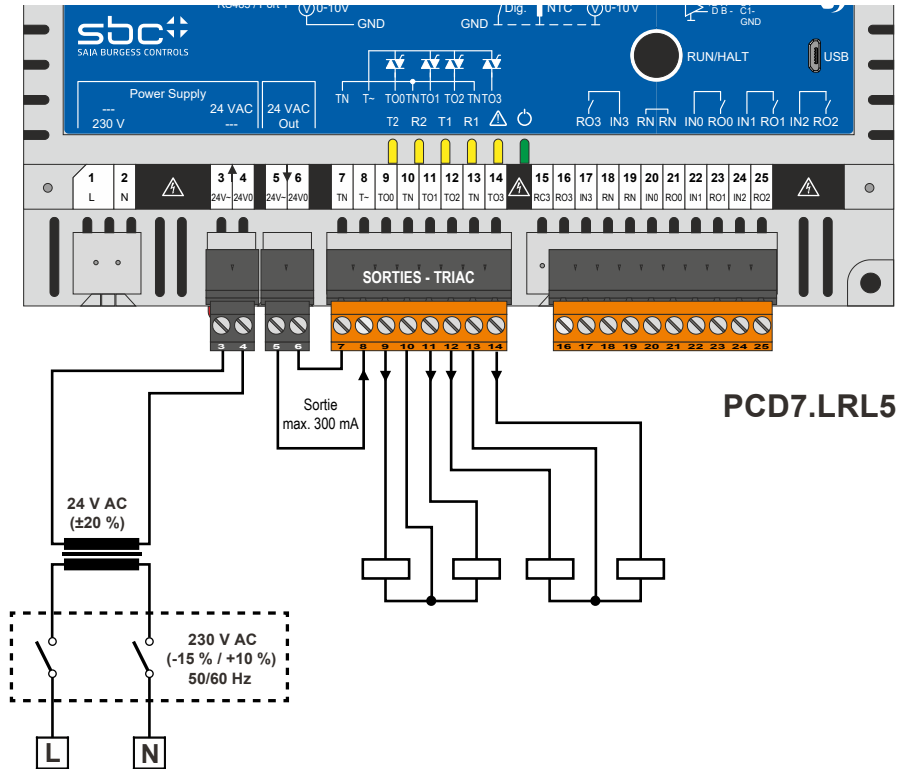 RS485 / Port 1
0-10V
GND
GND
Dig.
NTC
0-10V
D B -
C1-
GND
sbc
SAIA BURGESS CONTROLS
RUN/HALT
USB
Power Supply
---
230 V
24 VAC
---
24 VAC
Out
TN T~ TO0 TN TO1 TO2 TN TO3
T2 R2 T1 R1
RO3 IN3 RN RN IN0 RO0 IN1 RO1 IN2 RO2
1 2 3 4 5 6 7 8 9 10 11 12 13 14 15 16 17 18 19 20 21 22 23 24 25
L N 24V~ 24V0 24V~ 24V0 TN T~ TO0 TN TO1 TO2 TN TO3 RC3 RO3 IN3 RN RN IN0 RO0 IN1 RO1 IN2 RO2
SORTIES - TRIAC
3 4 5 6 7 8 9 10 11 12 13 14 16 17 18 19 20 21 22 23 24 25
Sortie
max. 300 mA
PCD7.LRL5
24 V AC
(±20 %)
230 V AC
(-15 % / +10 %)
50/60 Hz
L
N